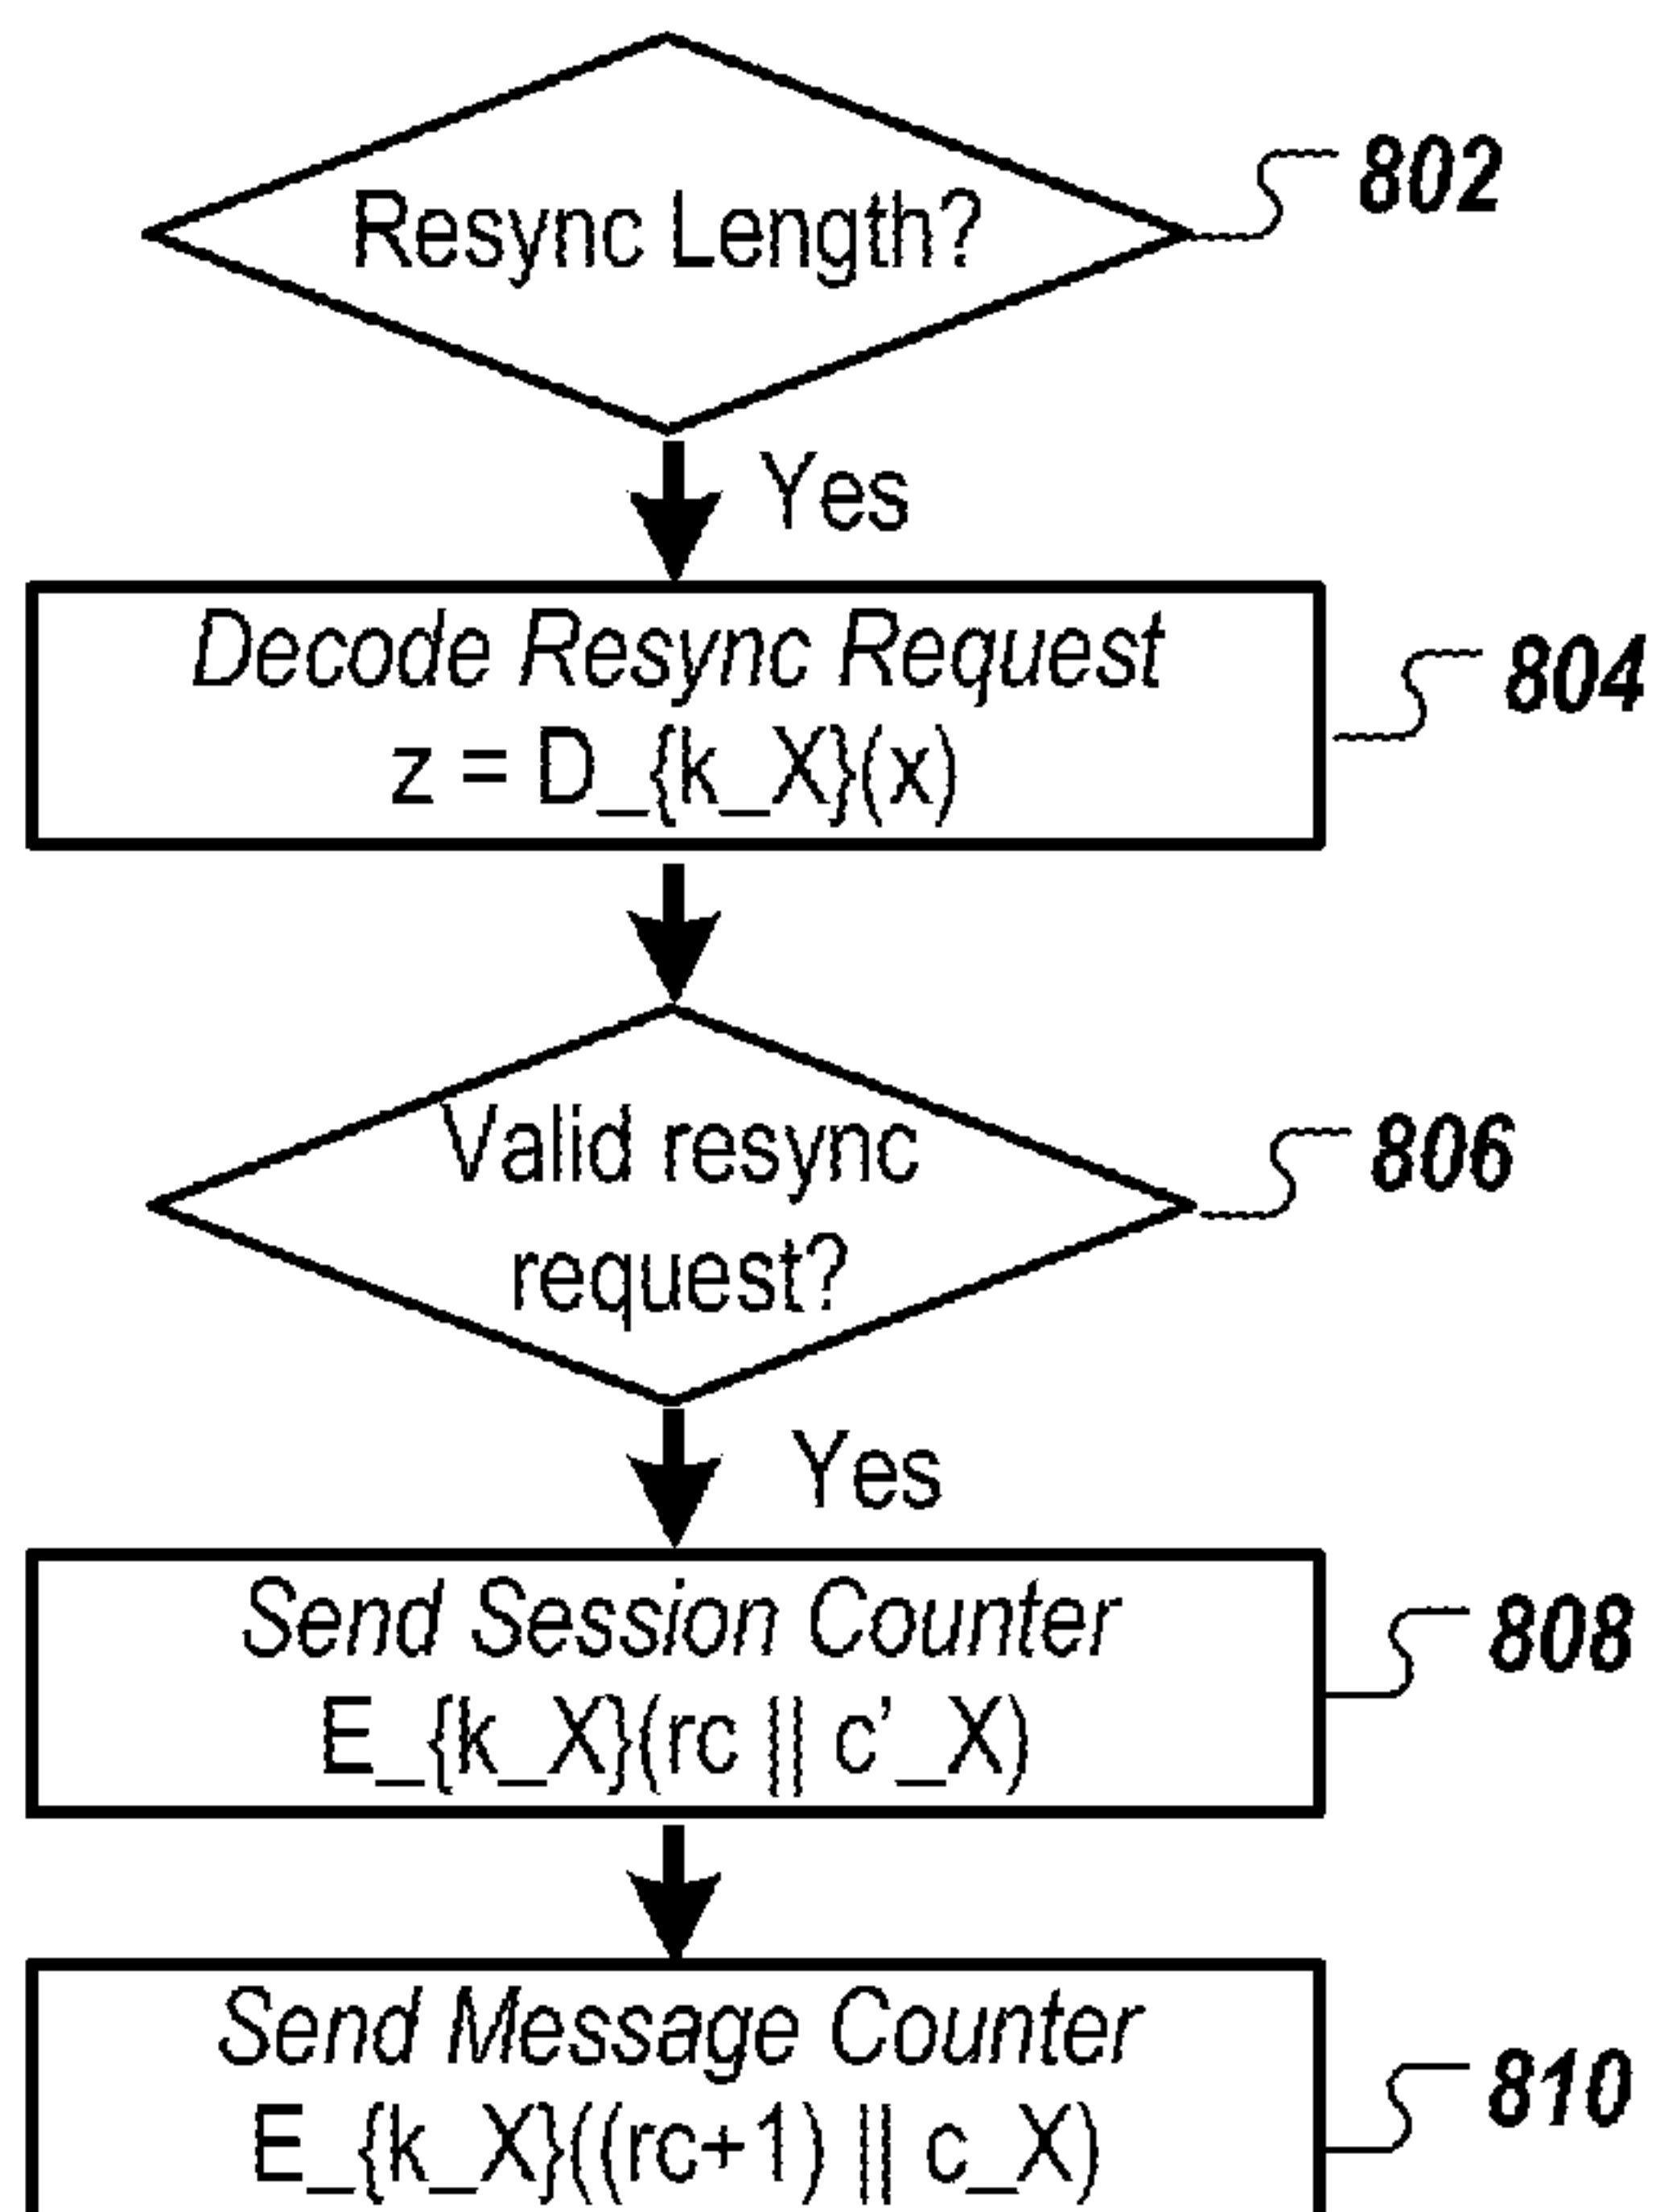 Resync Length?
802
Yes
Decode Resync Request
804
z = D_{k_X}(x)
Valid resync
806
request?
Yes
Send Session Counter
808
E_{k_X}(rc || c'_X)
Send Message Counter
810
E_{k_X}((rc+1) || c_X)